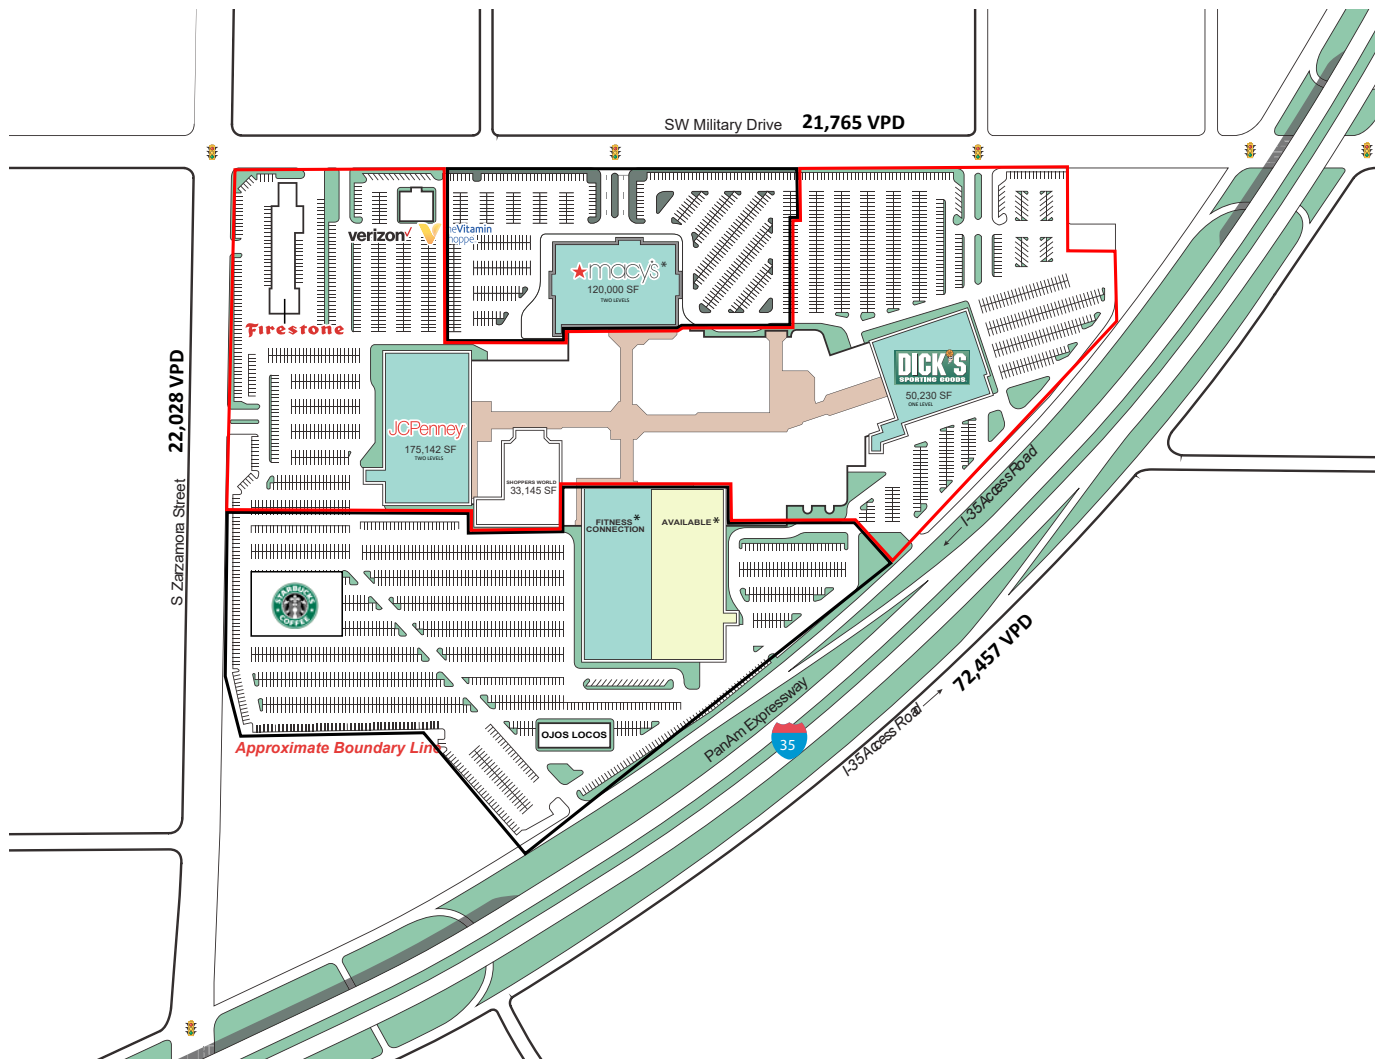 SW Military Drive 21,765 VPD
verizon
Vitamin
macy's*
120,000 SF
TWO LEVELS
Firestone
DICK'S
SPORTING GOODS
50,230 SF
ONE LEVEL
22,028 VPD
S Zarzamora Street
JCPenney
175,142 SF
TWO LEVELS
SHOPPERS WORLD
33,145 SF
FITNESS*
CONNECTION
AVAILABLE*
I-35 Access Road
STARBUCKS
COFFEE
72,457 VPD
PanAm Expressway
I-35 Access Road
35
OJOS LOCOS
Approximate Boundary Line